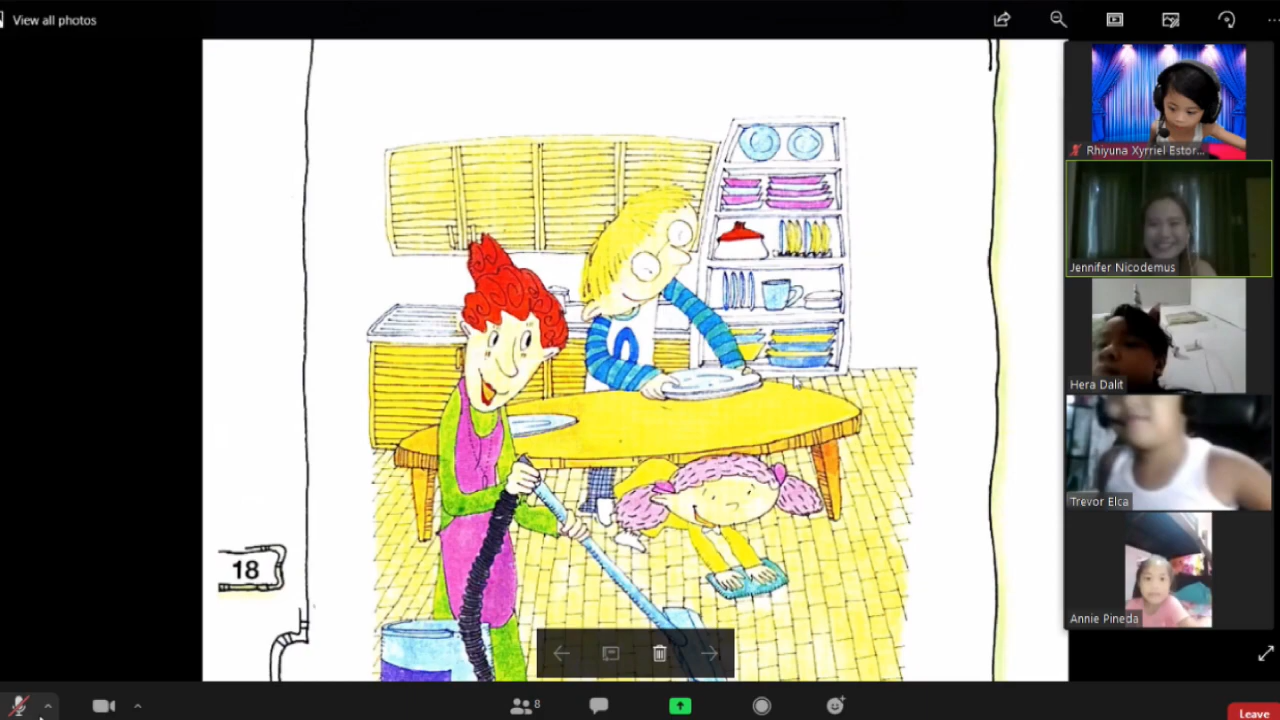 View all photos
Rhiyuna Xyrriel Estor...
Jennifer Nicodemus
Hera Dalit
Trevor Elca
18
Annie Pineda
8
Leave